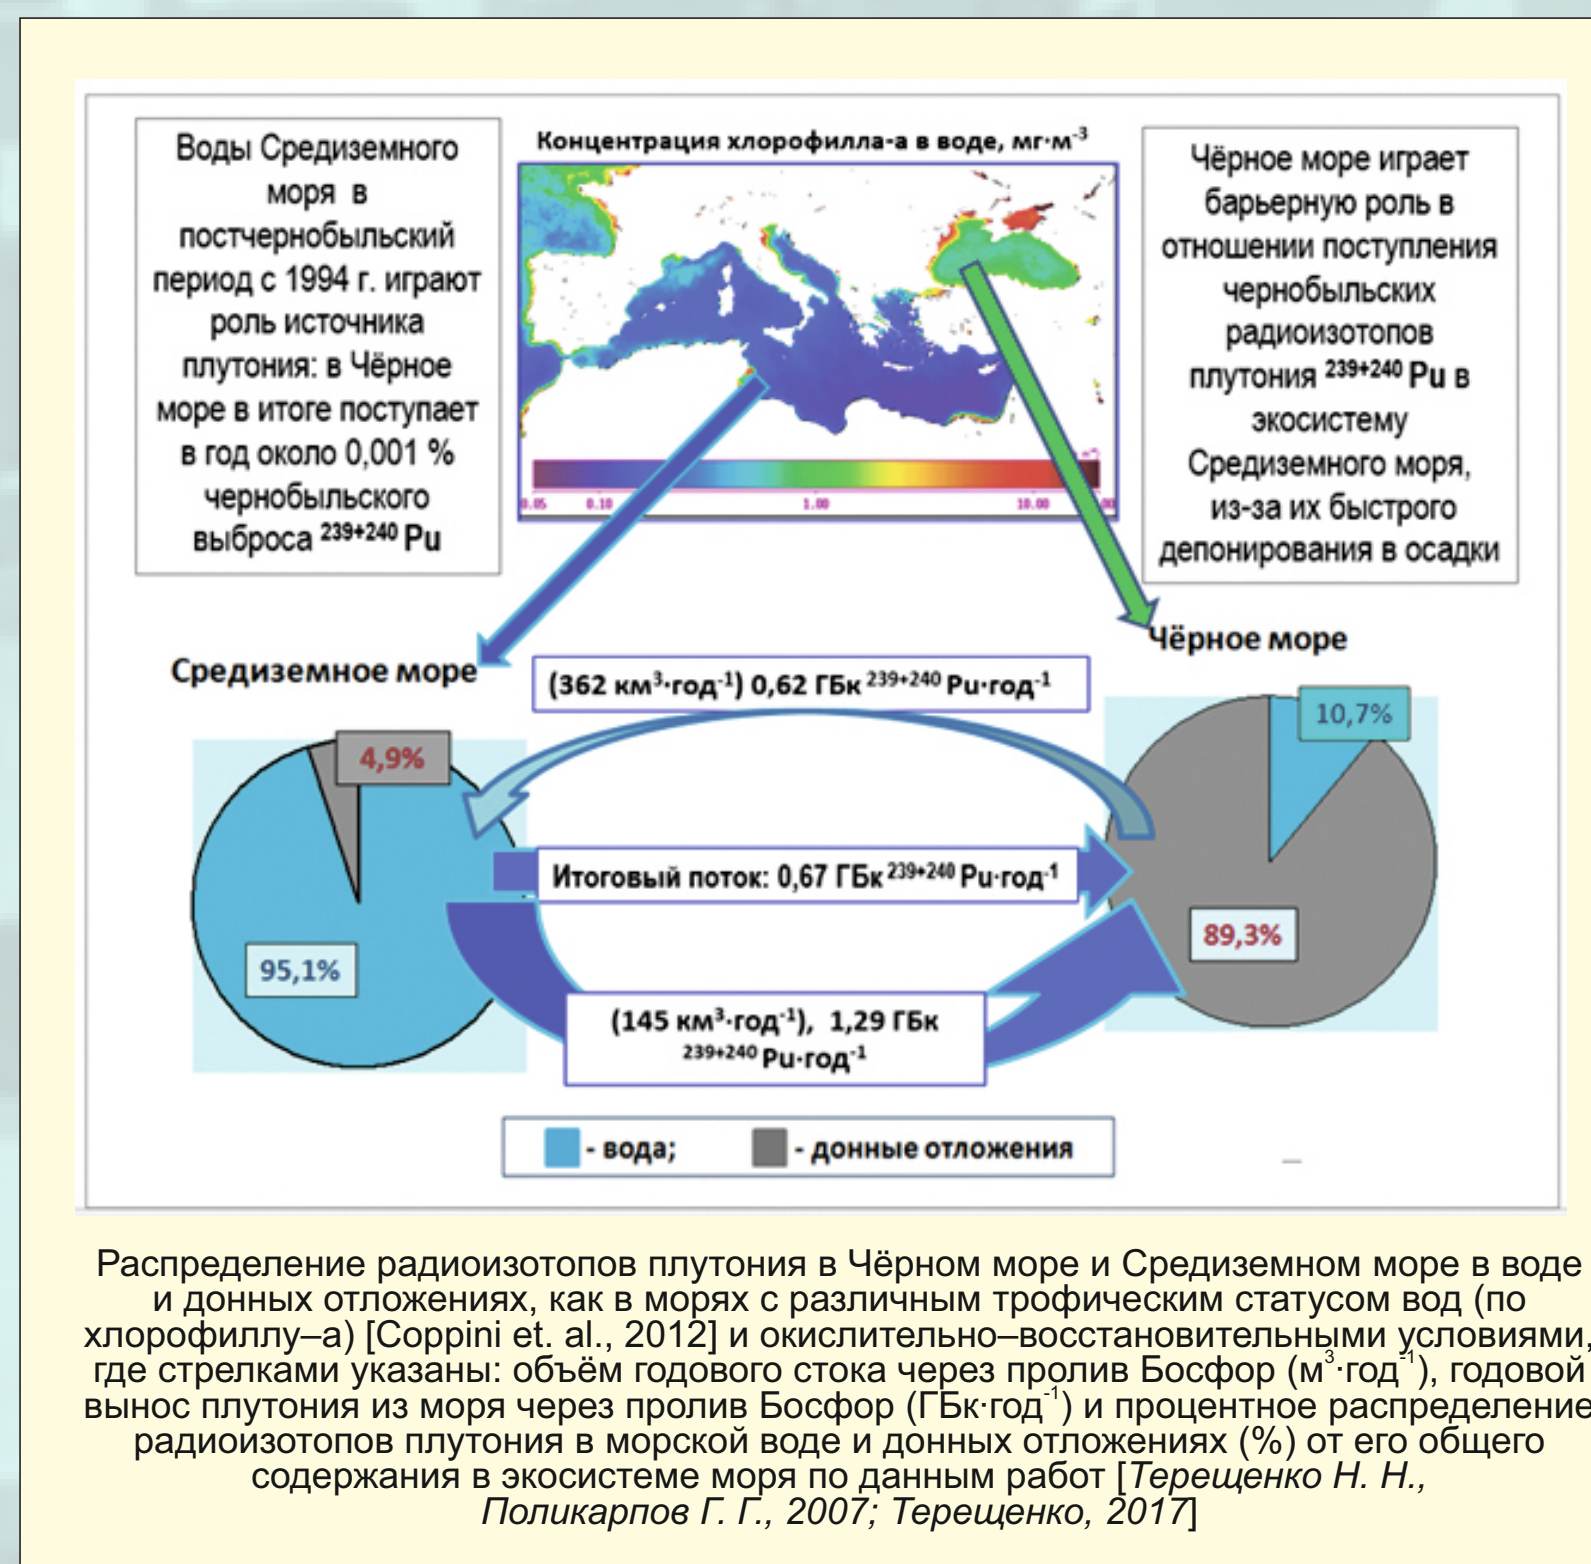 Воды Средиземного
моря в
постчернобыльский
период с 1994 г. играют
роль источника
плутония: в Чёрное
море в итоге поступает
в год около 0,001 %
чернобыльского
выброса ²³⁹⁺²⁴⁰ Pu
Концентрация хлорофилла-а в воде, мг·м⁻³
0.05 0.10 1.00 10.00
Чёрное море играет
барьерную роль в
отношении поступления
чернобыльских
радиоизотопов
плутония ²³⁹⁺²⁴⁰ Pu в
экосистему
Средиземного моря,
из-за их быстрого
депонирования в осадки
Средиземное море
Чёрное море
(362 км³·год⁻¹) 0,62 ГБк ²³⁹⁺²⁴⁰ Pu·год⁻¹
4,9%
95,1%
10,7%
89,3%
Итоговый поток: 0,67 ГБк ²³⁹⁺²⁴⁰ Pu·год⁻¹
(145 км³·год⁻¹), 1,29 ГБк
²³⁹⁺²⁴⁰ Pu·год⁻¹
- вода; - донные отложения
Распределение радиоизотопов плутония в Чёрном море и Средиземном море в воде
и донных отложениях, как в морях с различным трофическим статусом вод (по
хлорофиллу–а) [Coppini et. al., 2012] и окислительно–восстановительными условиями,
где стрелками указаны: объём годового стока через пролив Босфор (м³·год⁻¹), годовой
вынос плутония из моря через пролив Босфор (ГБк·год⁻¹) и процентное распределение
радиоизотопов плутония в морской воде и донных отложениях (%) от его общего
содержания в экосистеме моря по данным работ [Терещенко Н. Н.,
Поликарпов Г. Г., 2007; Терещенко, 2017]